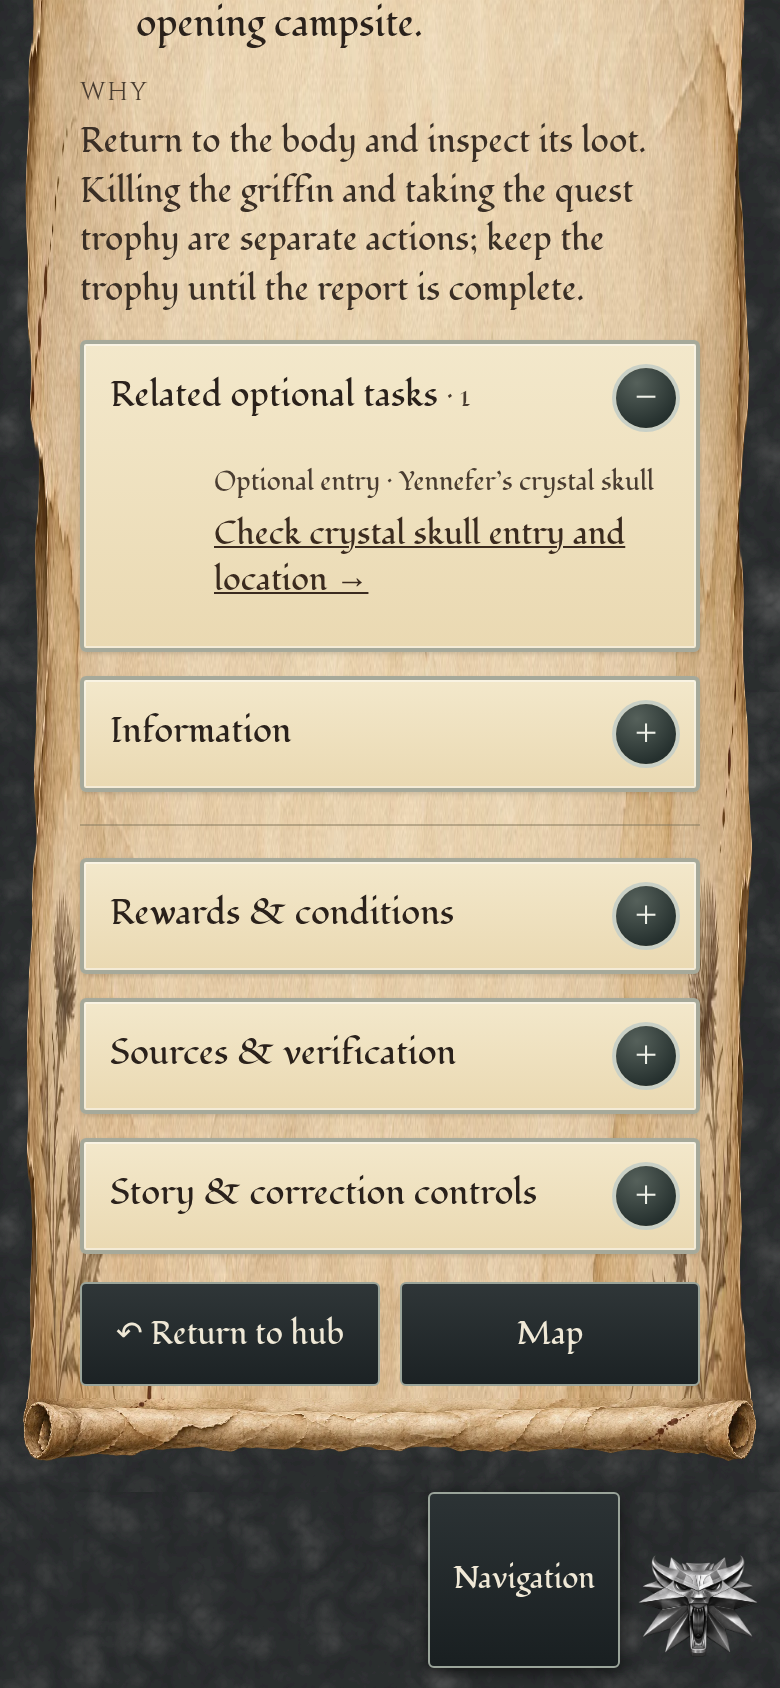 opening campsite.
WHY
Return to the body and inspect its loot.
Killing the griffin and taking the quest
trophy are separate actions; keep the
trophy until the report is complete.
Related optional tasks · 1
−
Optional entry · Yennefer’s crystal skull
Check crystal skull entry and
location →
Information
+
Rewards & conditions
+
Sources & verification
+
Story & correction controls
+
↶ Return to hub
Map
Navigation